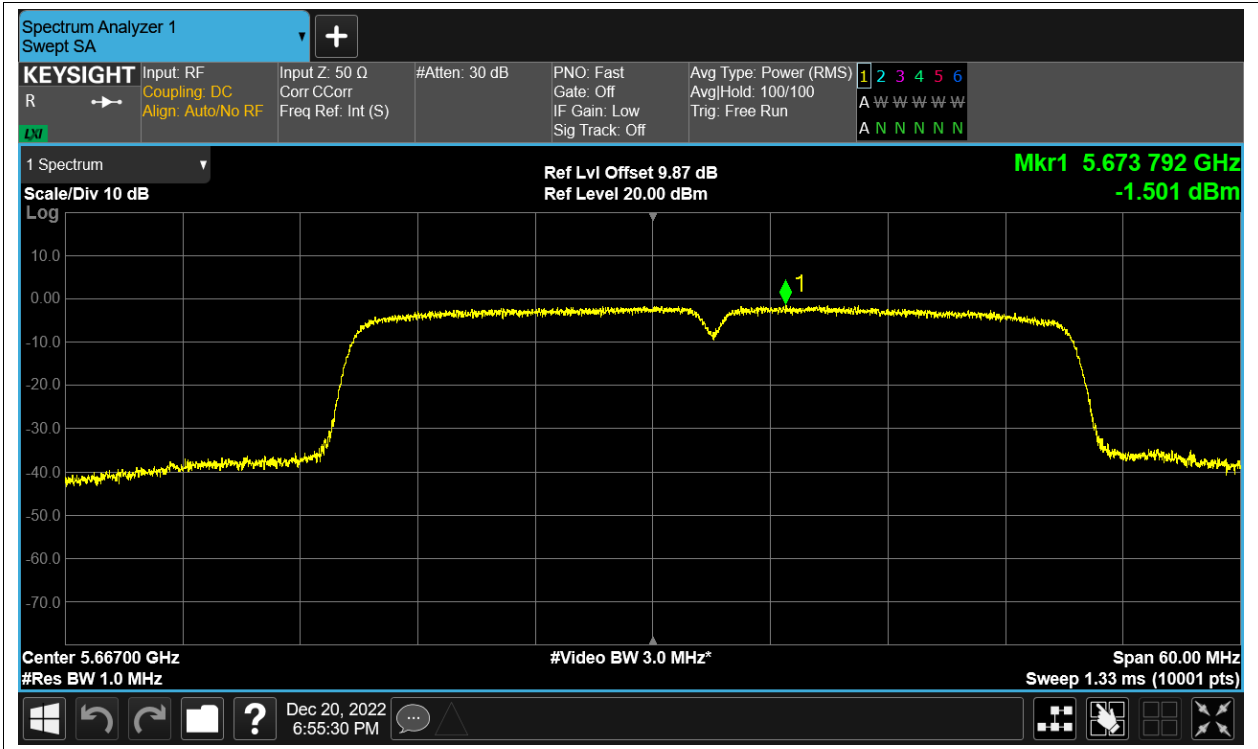 Spectrum Analyzer 1
Swept SA
KEYSIGHT
R
LXI
Input: RF
Coupling: DC
Align: Auto/No RF
Input Z: 50 Ω
Corr CCorr
Freq Ref: Int (S)
#Atten: 30 dB
PNO: Fast
Gate: Off
IF Gain: Low
Sig Track: Off
Avg Type: Power (RMS)
Avg|Hold: 100/100
Trig: Free Run
1 2 3 4 5 6
A W W W W W
A N N N N N
1 Spectrum
Scale/Div 10 dB
Log
Ref Lvl Offset 9.87 dB
Ref Level 20.00 dBm
Mkr1 5.673 792 GHz
-1.501 dBm
10.0
0.00
-10.0
-20.0
-30.0
-40.0
-50.0
-60.0
-70.0
1
Center 5.66700 GHz
#Res BW 1.0 MHz
#Video BW 3.0 MHz*
Span 60.00 MHz
Sweep 1.33 ms (10001 pts)
?
Dec 20, 2022
6:55:30 PM